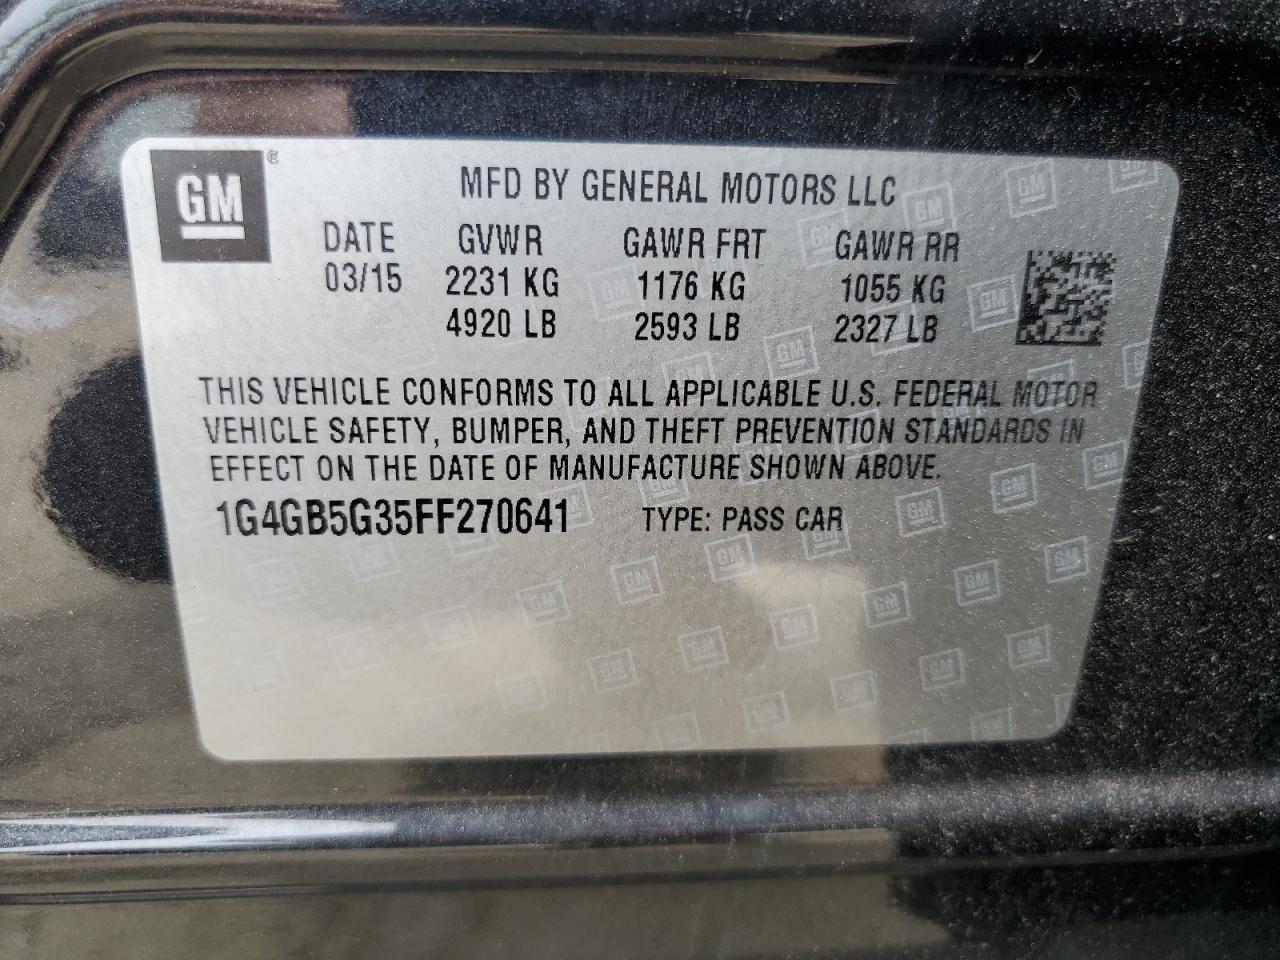 GM
MFD BY GENERAL MOTORS LLC
DATE GVWR GAWR FRT GAWR RR
03/15 2231 KG 1176 KG 1055 KG
4920 LB 2593 LB 2327 LB
THIS VEHICLE CONFORMS TO ALL APPLICABLE U.S. FEDERAL MOTOR
VEHICLE SAFETY, BUMPER, AND THEFT PREVENTION STANDARDS IN
EFFECT ON THE DATE OF MANUFACTURE SHOWN ABOVE.
1G4GB5G35FF270641 TYPE: PASS CAR